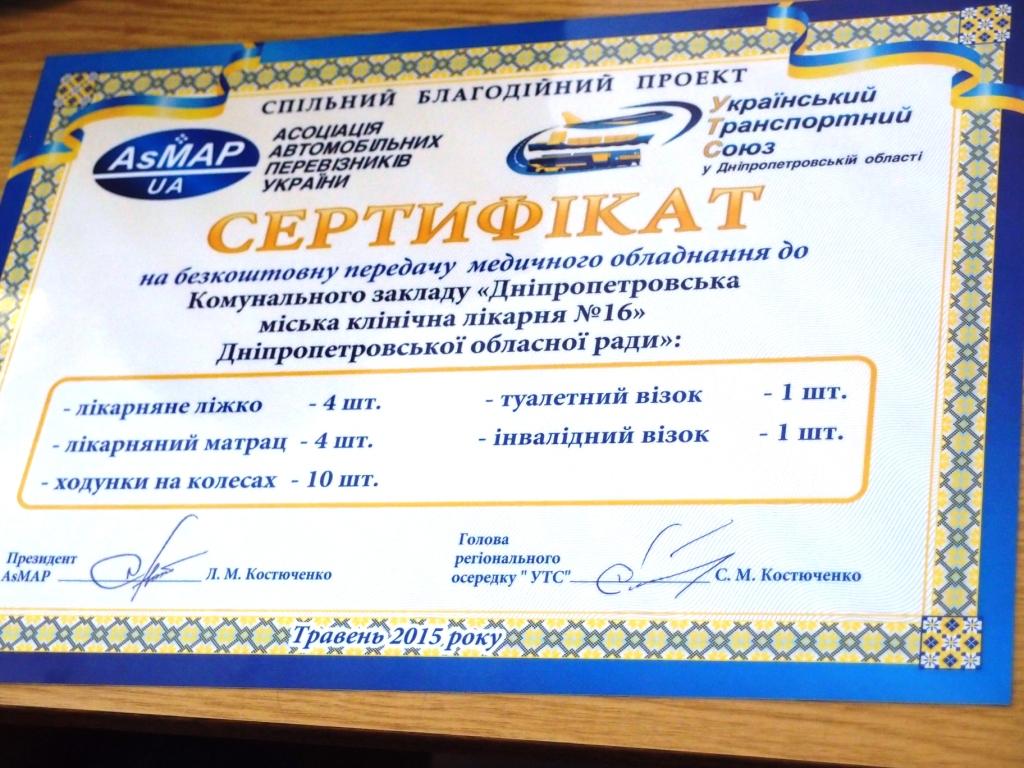 СПІЛЬНИЙ БЛАГОДІЙНИЙ ПРОЕКТ
AsMAP
UA
АСОЦІАЦІЯ
АВТОМОБІЛЬНИХ
ПЕРЕВІЗНИКІВ
УКРАЇНИ
Український
Транспортний
Союз
у Дніпропетровській області
СЕРТИФІКАТ
на безкоштовну передачу медичного обладнання до
Комунального закладу «Дніпропетровська
міська клінічна лікарня №16»
Дніпропетровської обласної ради»:
- лікарняне ліжко - 4 шт.
- лікарняний матрац - 4 шт.
- ходунки на колесах - 10 шт.
- туалетний візок - 1 шт.
- інвалідний візок - 1 шт.
Президент
AsMAP Л. М. Костюченко
Голова
регіонального
осередку " УТС" С. М. Костюченко
Травень 2015 року